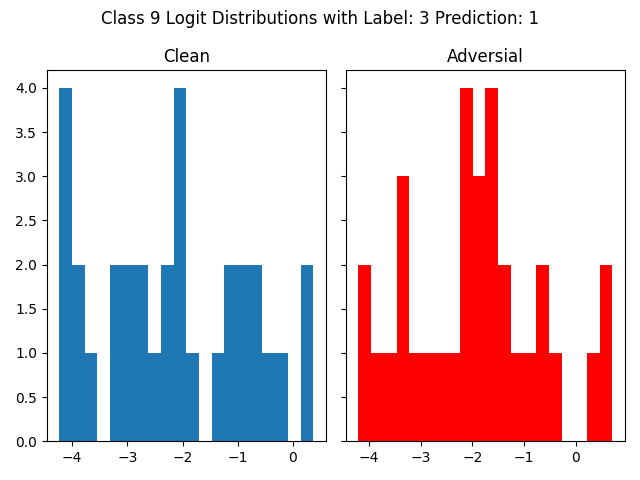 Class 9 Logit Distributions with Label: 3 Prediction: 1
Clean
Adversial
4.0
3.5
3.0
2.5
2.0
1.5
1.0
0.5
0.0
−4 −3 −2 −1 0
−4 −3 −2 −1 0